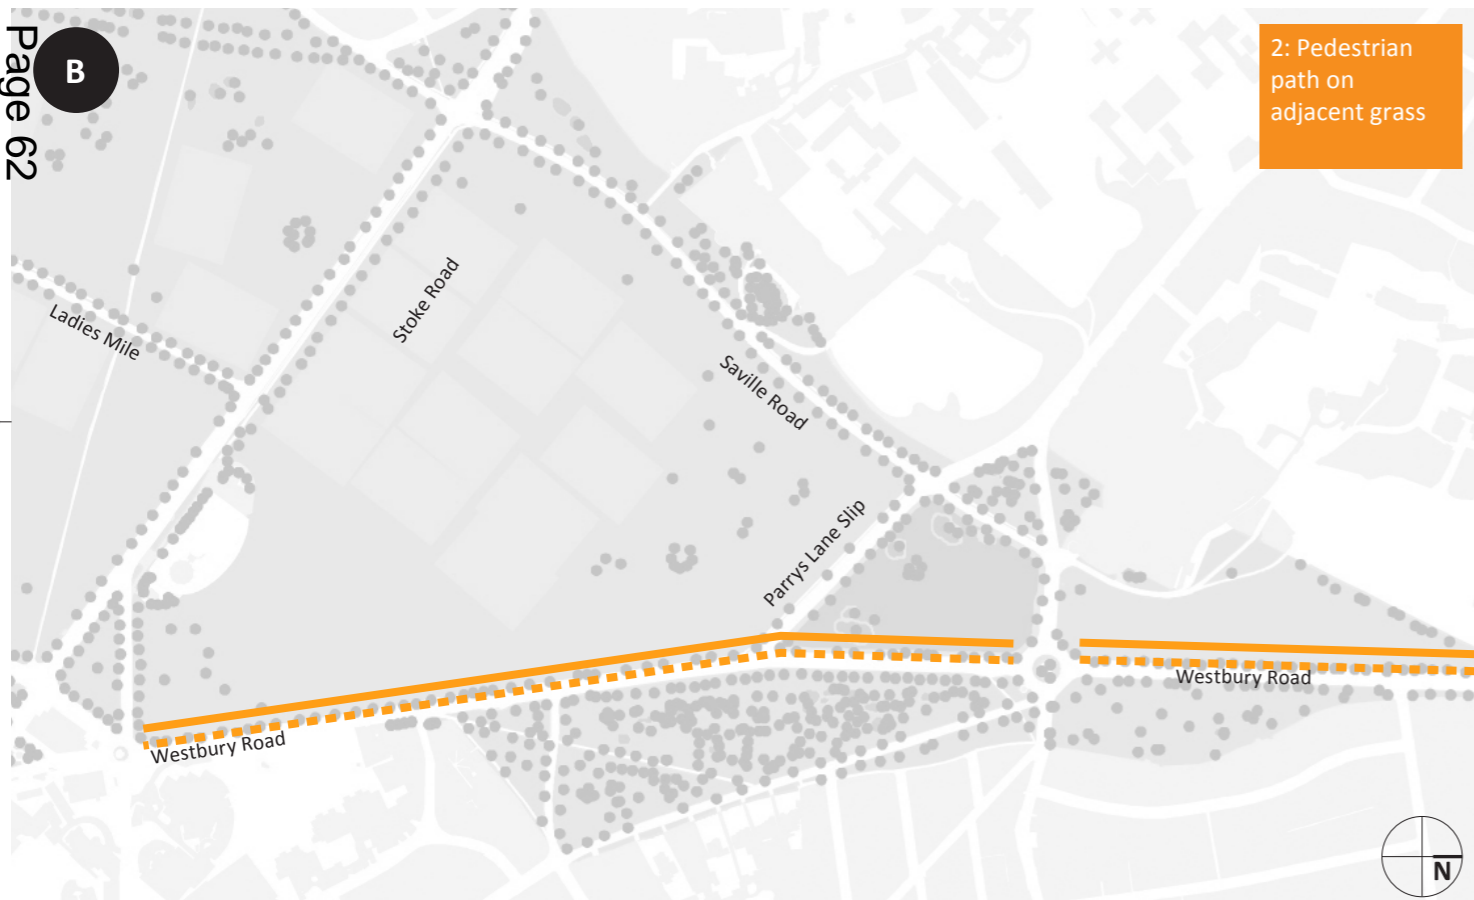 Page 62
B
2: Pedestrian
path on
adjacent grass
Stoke Road
Ladies Mile
Saville Road
Parrys Lane Slip
Westbury Road
Westbury Road
N